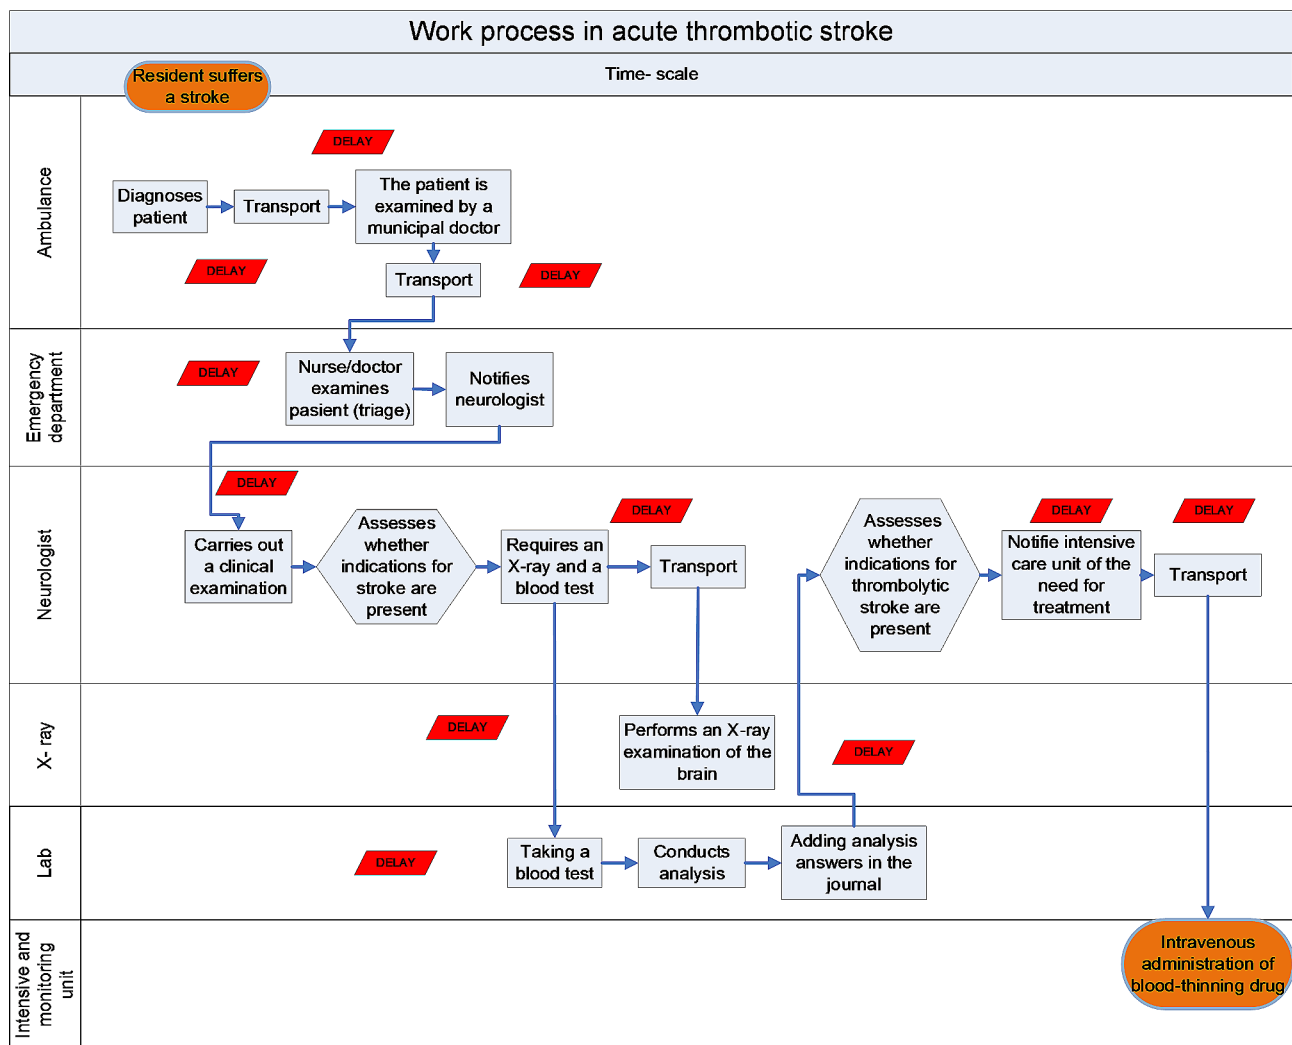 Work process in acute thrombotic stroke
Time- scale
Resident suffers
a stroke
Ambulance
DELAY
Diagnoses
patient
Transport
The patient is
examined by a
municipal doctor
DELAY
Transport
DELAY
Emergency
department
DELAY
Nurse/doctor
examines
pasient (triage)
Notifies
neurologist
Neurologist
DELAY
Carries out
a clinical
examination
Assesses
whether
indications for
stroke are
present
Requires an
X-ray and a
blood test
DELAY
Transport
Assesses
whether
indications for
thrombolytic
stroke are
present
DELAY
Notifie intensive
care unit of the
need for
treatment
DELAY
Transport
X- ray
DELAY
Performs an X-ray
examination of the
brain
DELAY
Lab
DELAY
Taking a
blood test
Conducts
analysis
Adding analysis
answers in the
journal
Intensive and
monitoring
unit
Intravenous
administration of
blood-thinning drug